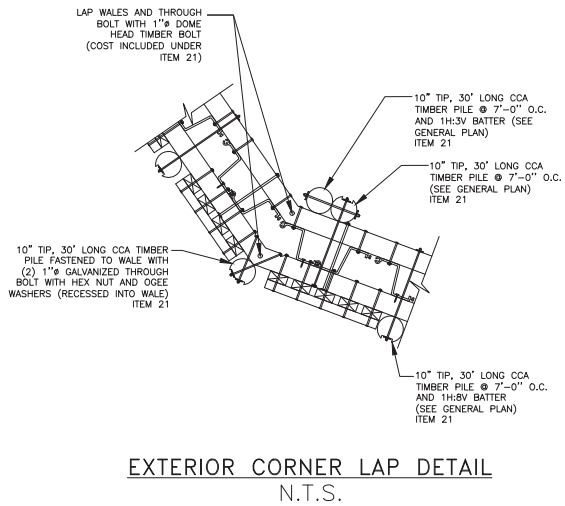 LAP WALES AND THROUGH
BOLT WITH 1"ø DOME
HEAD TIMBER BOLT
(COST INCLUDED UNDER
ITEM 21)
10" TIP, 30' LONG CCA
TIMBER PILE @ 7'-0" O.C.
AND 1H:3V BATTER (SEE
GENERAL PLAN)
ITEM 21
10" TIP, 30' LONG CCA
TIMBER PILE @ 7'-0" O.C.
(SEE GENERAL PLAN)
ITEM 21
10" TIP, 30' LONG CCA TIMBER
PILE FASTENED TO WALE WITH
(2) 1"ø GALVANIZED THROUGH
BOLT WITH HEX NUT AND OGEE
WASHERS (RECESSED INTO WALE)
ITEM 21
10" TIP, 30' LONG CCA
TIMBER PILE @ 7'-0" O.C.
AND 1H:8V BATTER
(SEE GENERAL PLAN)
ITEM 21
EXTERIOR CORNER LAP DETAIL
N.T.S.